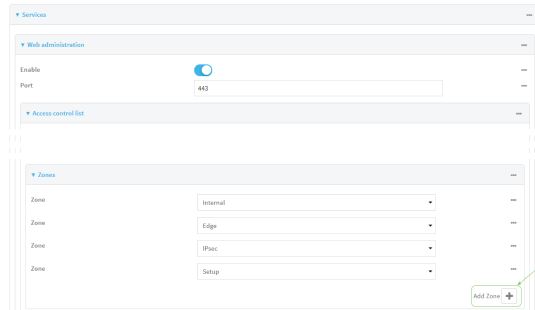 Services
Web administration
Enable
Port 443
Access control list
Zones
Zone Internal
Zone Edge
Zone IPsec
Zone Setup
Add Zone